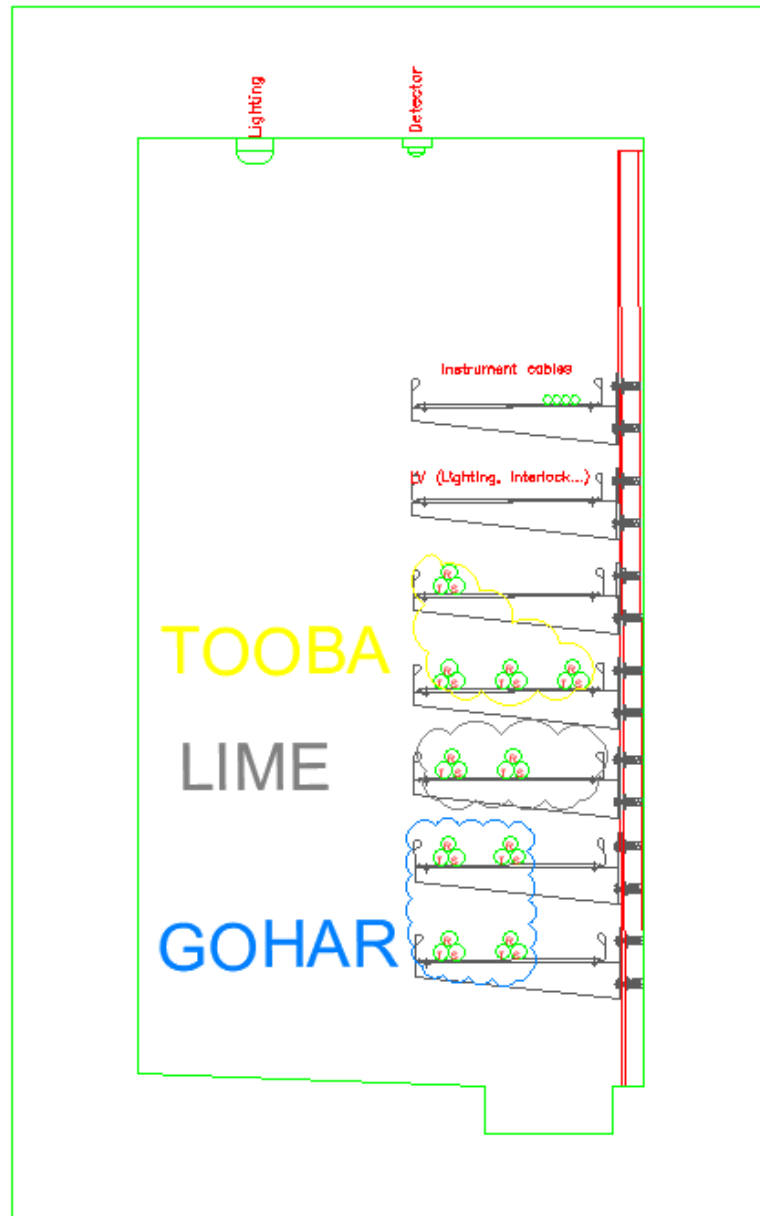 Lighting
Detector
Instrument cables
LV (Lighting, Interlock...)
R
T S
TOOBA
R R R
T S T S T S
LIME
R R
T S T S
R R
T S T S
GOHAR
R R
T S T S